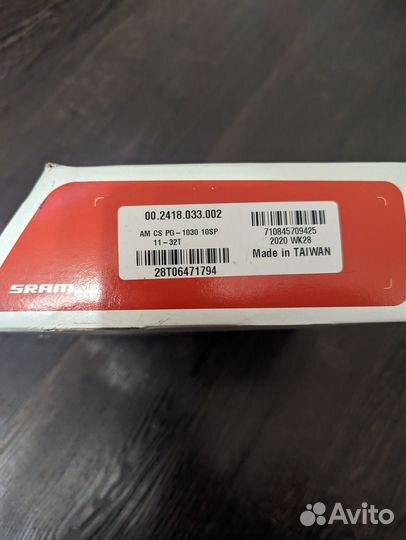 00.2418.033.002
AM CS PG-1030 10SP
11-32T
28T06471794
710845709425
2020 WK28
Made in TAIWAN
SRAM
Avito